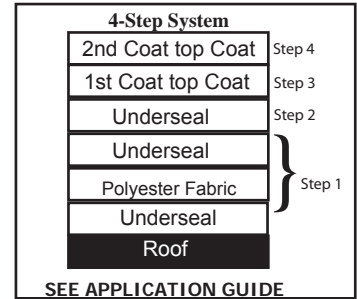 4-Step System
2nd Coat top Coat Step 4
1st Coat top Coat Step 3
Underseal Step 2
Underseal
Polyester Fabric Step 1
Underseal
Roof
SEE APPLICATION GUIDE